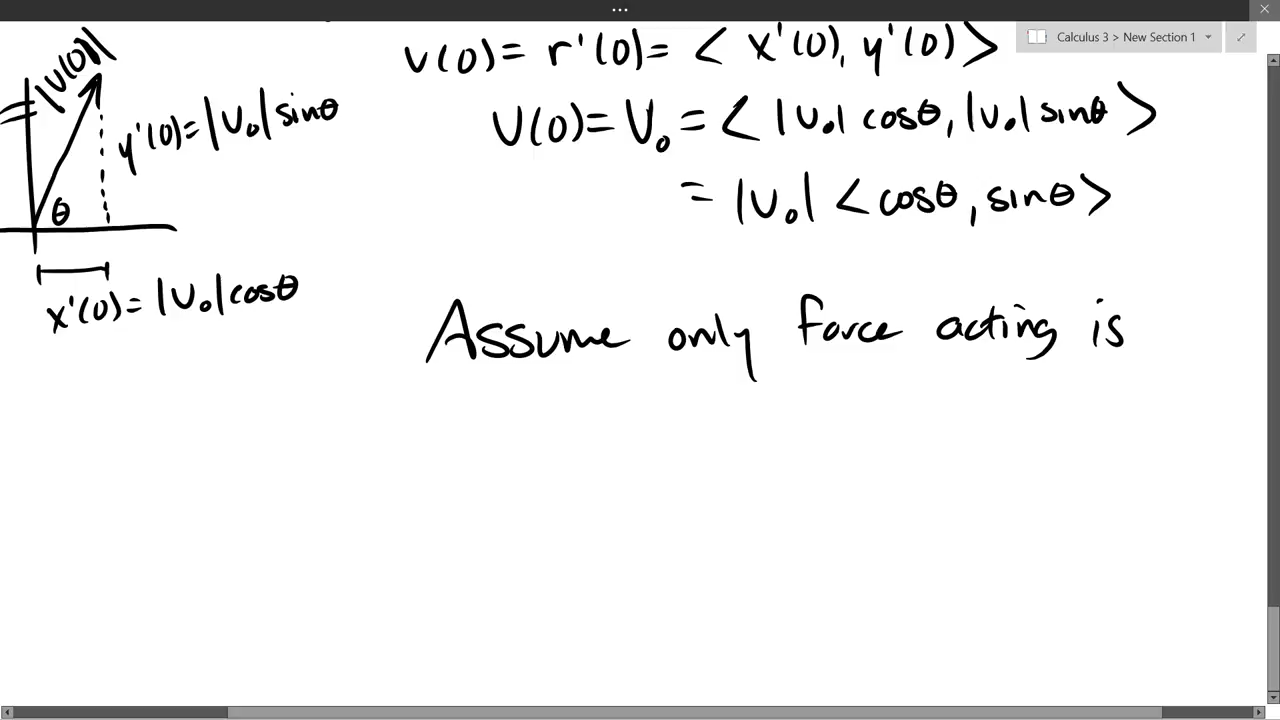 Calculus 3 > New Section 1
v(0) = r'(0) = < x'(0), y'(0) >
V(0) = V₀ = < |V₀| cosθ, |V₀| sinθ >
= |V₀| < cosθ, sinθ >
|V(0)|
y'(0) = |V₀| sinθ
θ
x'(0) = |V₀| cosθ
Assume only force acting is